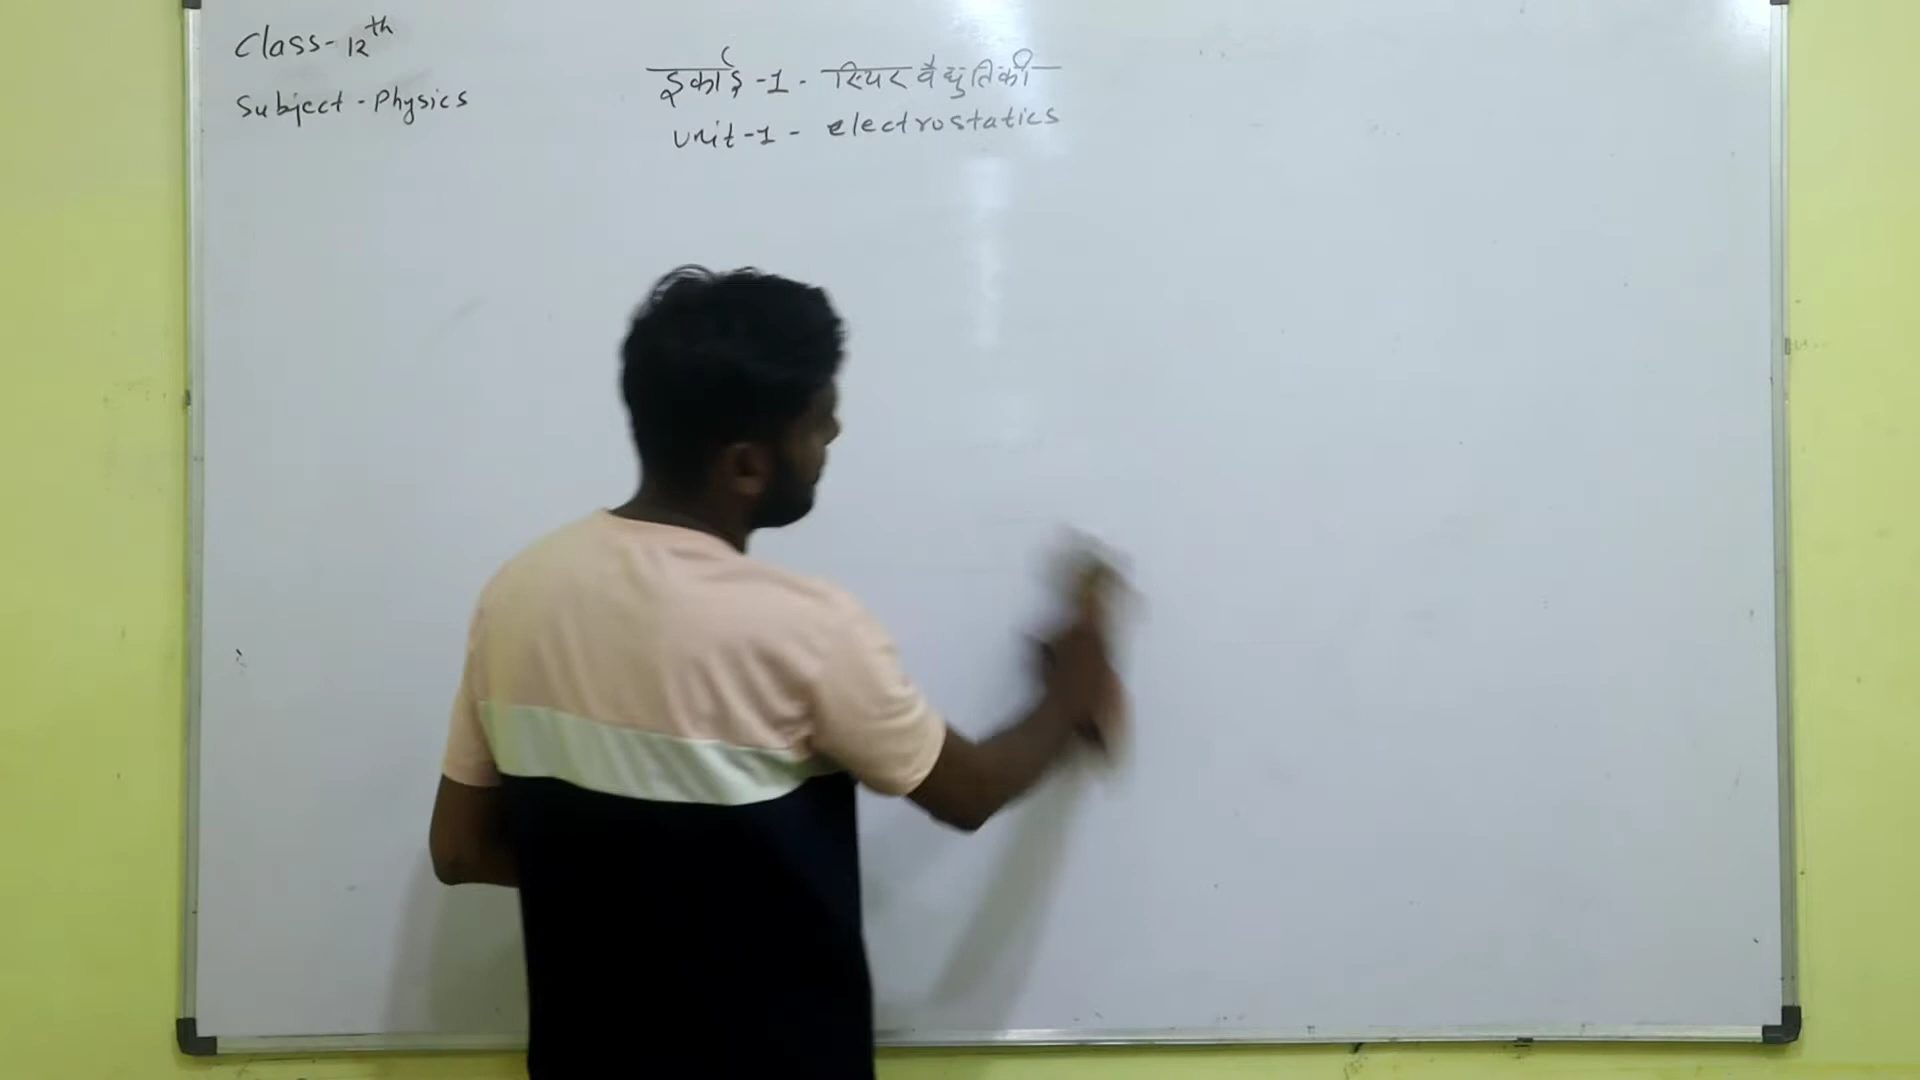 Class-12th
Subject-Physics
इकाई-1- स्थिर वैद्युतिकी
unit-1- electrostatics